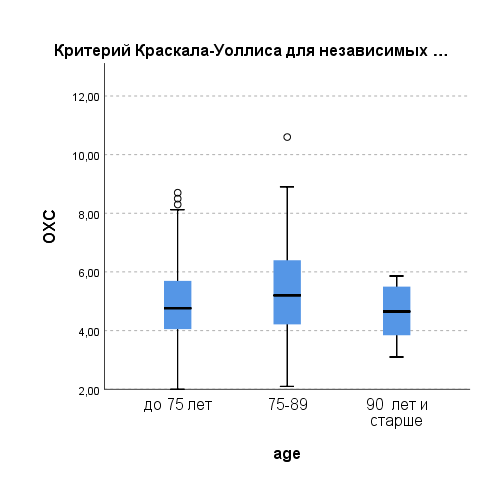 Критерий Краскала-Уоллиса для независимых ...
12,00
10,00
8,00
6,00
4,00
2,00
ОХС
до 75 лет
75-89
90 лет и
старше
age